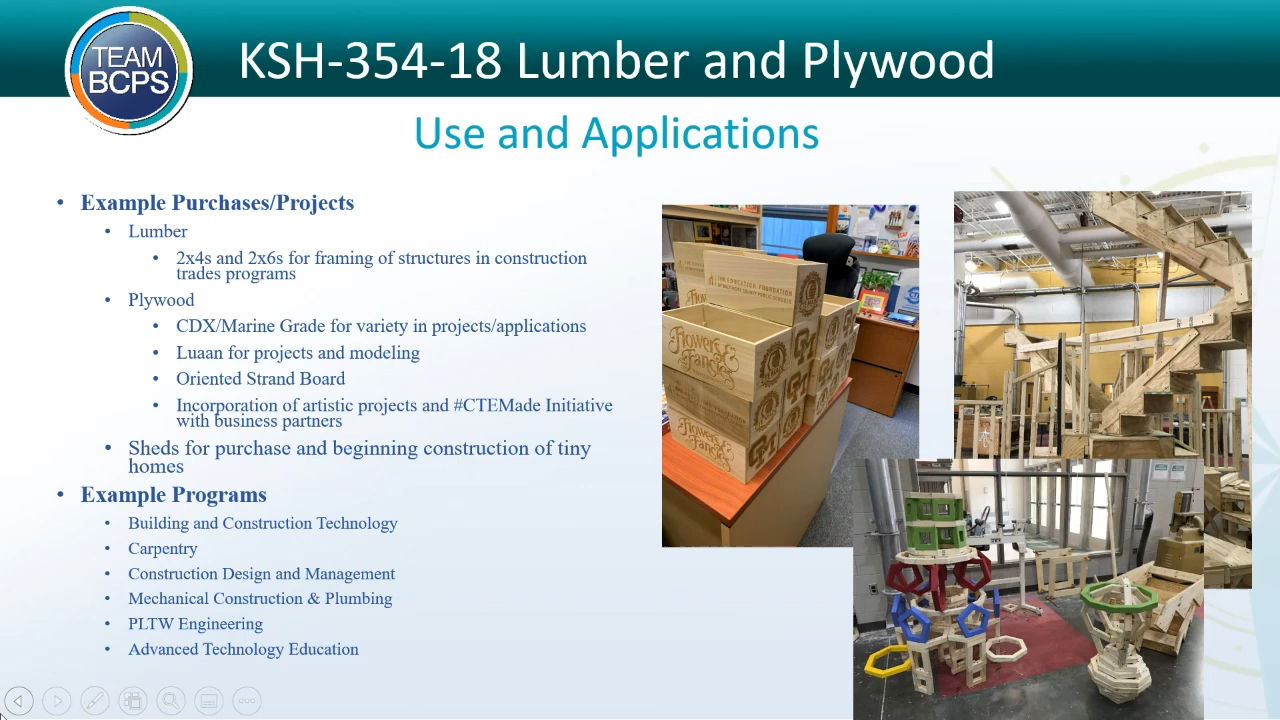 TEAM
BCPS
KSH-354-18 Lumber and Plywood
Use and Applications
• Example Purchases/Projects
• Lumber
• 2x4s and 2x6s for framing of structures in construction
trades programs
• Plywood
• CDX/Marine Grade for variety in projects/applications
• Luaan for projects and modeling
• Oriented Strand Board
• Incorporation of artistic projects and #CTEMade Initiative
with business partners
• Sheds for purchase and beginning construction of tiny
homes
• Example Programs
• Building and Construction Technology
• Carpentry
• Construction Design and Management
• Mechanical Construction & Plumbing
• PLTW Engineering
• Advanced Technology Education
THE EDUCATION FOUNDATION
Flowers &
Fancies
Flowers &
Fancies